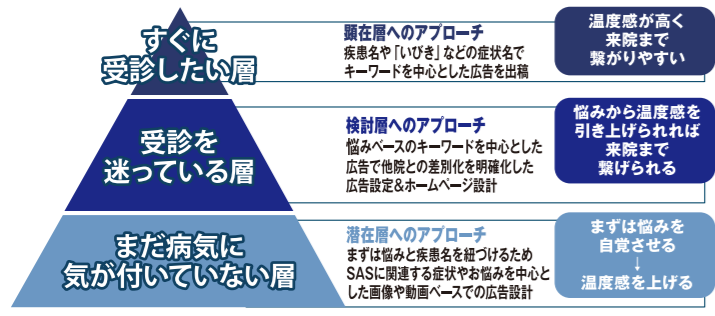 すぐに
受診したい層
顕在層へのアプローチ
疾患名や「いびき」などの症状名で
キーワードを中心とした広告を出稿
温度感が高く
来院まで
繋がりやすい
受診を
迷っている層
検討層へのアプローチ
悩みベースのキーワードを中心とした
広告で他院との差別化を明確化した
広告設定&ホームページ設計
悩みから温度感を
引き上げられれば
来院まで
繋げられる
まだ病気に
気が付いていない層
潜在層へのアプローチ
まずは悩みと疾患名を紐づけるため
SASに関連する症状やお悩みを中心と
した画像や動画ベースでの広告設計
まずは悩みを
自覚させる
↓
温度感を上げる